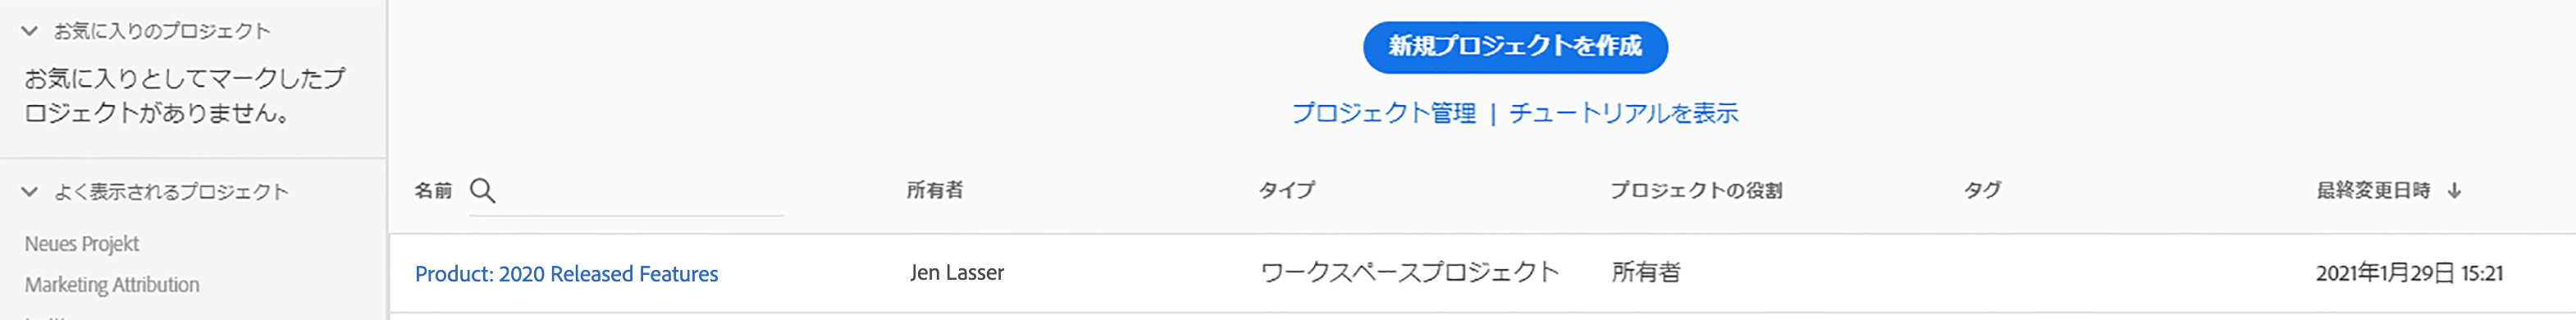 お気に入りのプロジェクト
お気に入りとしてマークしたプ
ロジェクトがありません。
よく表示されるプロジェクト
Neues Projekt
Marketing Attribution
新規プロジェクトを作成
プロジェクト管理 | チュートリアルを表示
名前 所有者 タイプ プロジェクトの役割 タグ 最終変更日時 ↓
Product: 2020 Released Features Jen Lasser ワークスペースプロジェクト 所有者 2021年1月29日 15:21